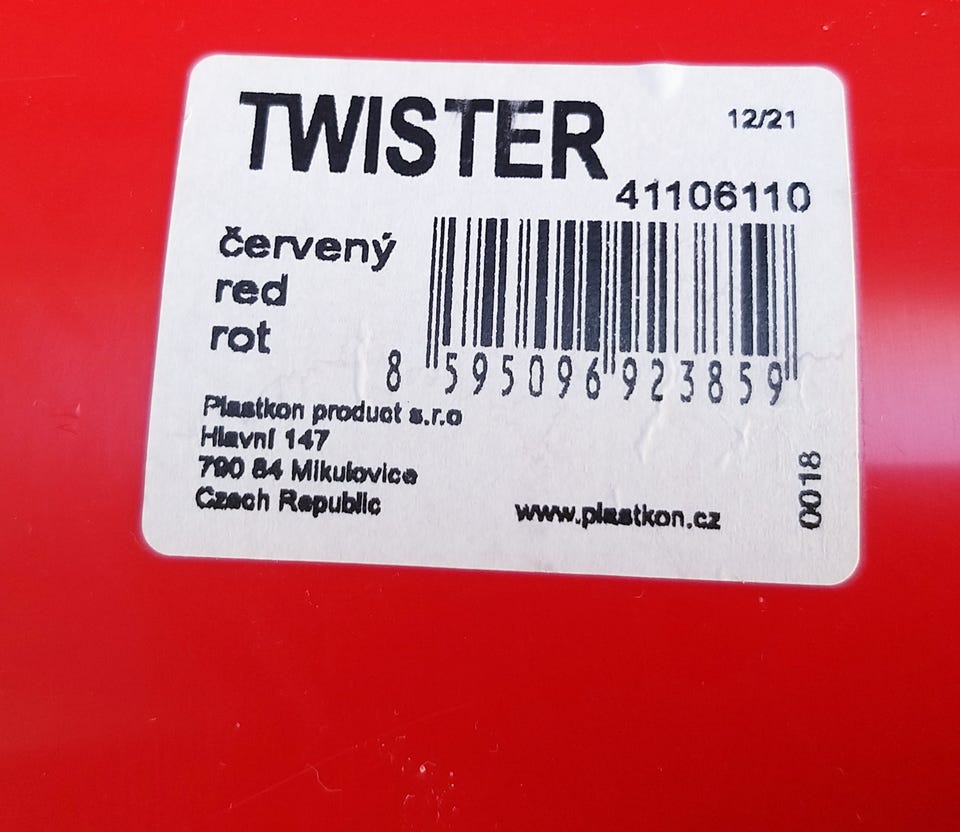 TWISTER
12/21
41106110
červený
red
rot
8 595096 923859
Plastkon product s.r.o
Hlavní 147
790 84 Mikulovice
Czech Republic
www.plastkon.cz
0018